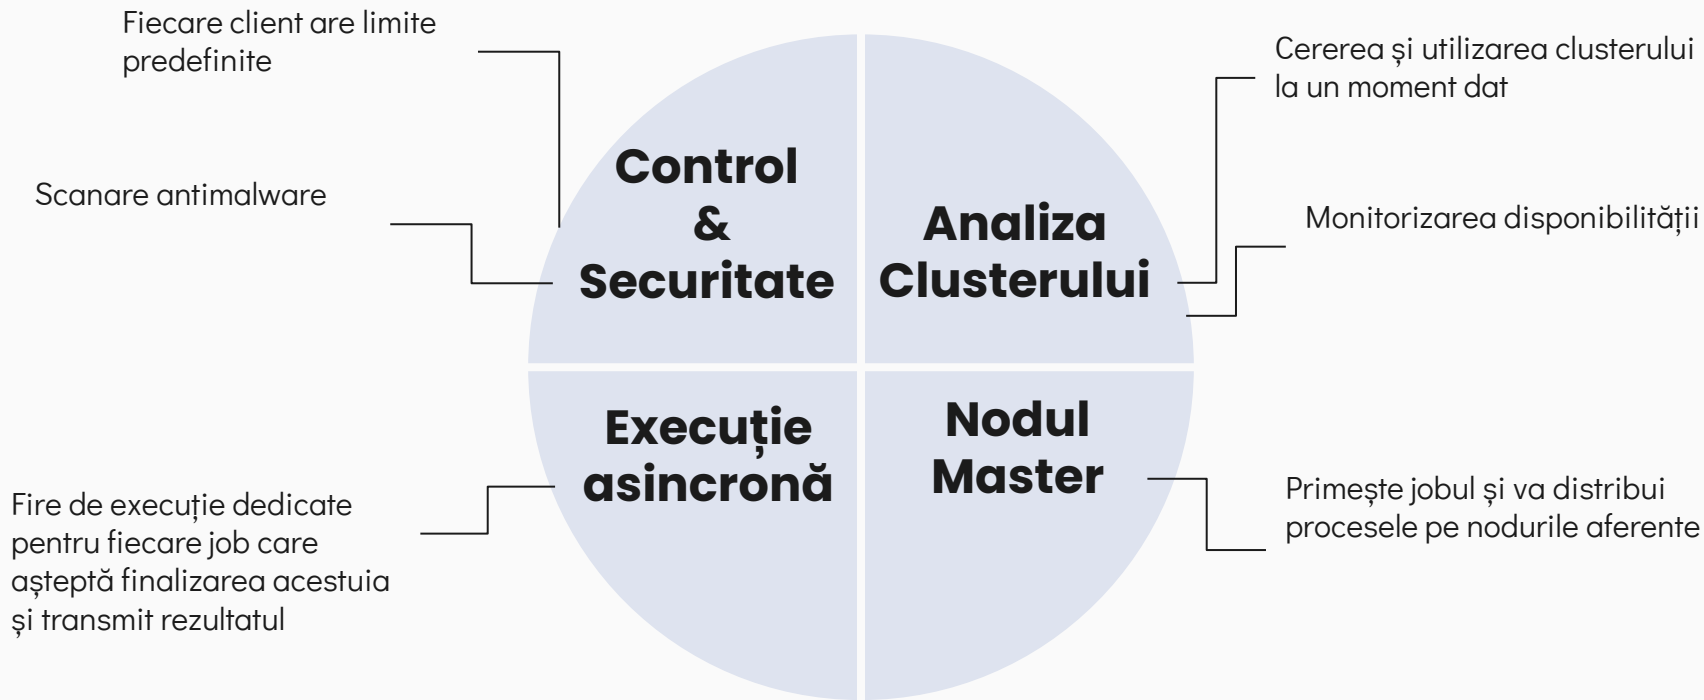 Fiecare client are limite
predefinite
Scanare antimalware
Control
&
Securitate
Analiza
Clusterului
Cererea și utilizarea clusterului
la un moment dat
Monitorizarea disponibilității
Execuție
asincronă
Fire de execuție dedicate
pentru fiecare job care
așteptă finalizarea acestuia
și transmit rezultatul
Nodul
Master
Primește jobul și va distribui
procesele pe nodurile aferente